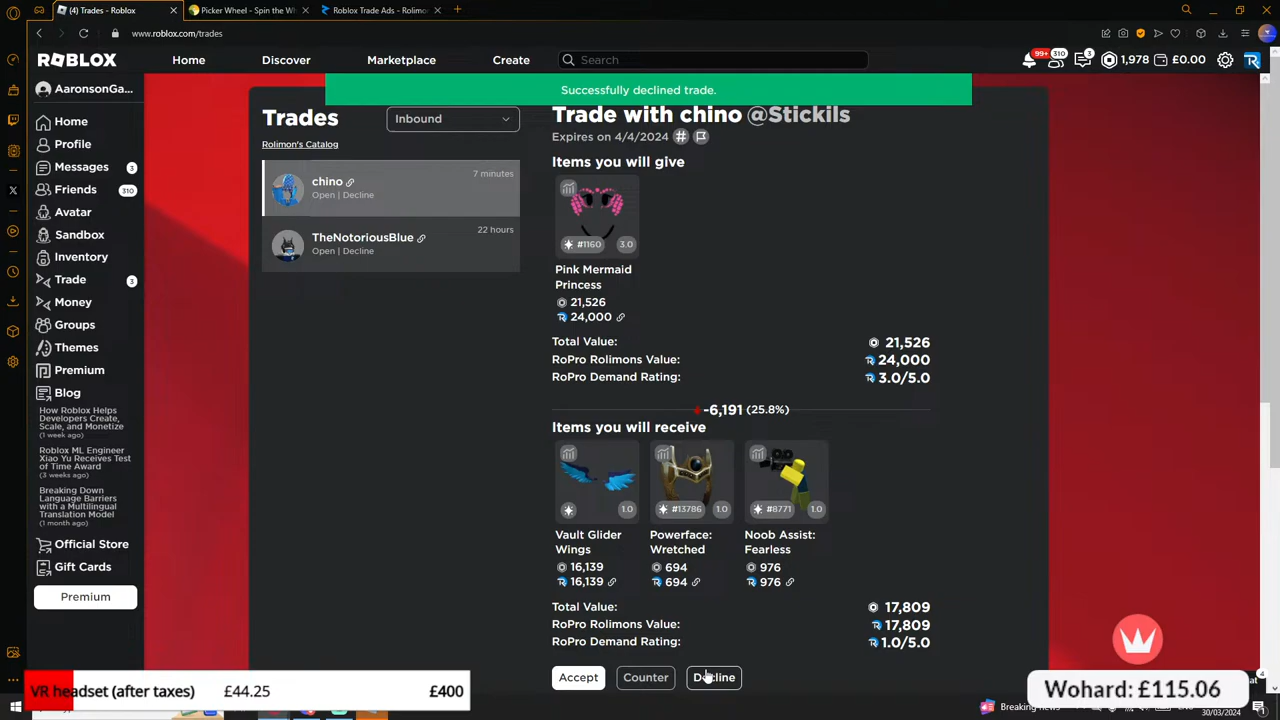 (4) Trades - Roblox
Picker Wheel - Spin the W
Roblox Trade Ads - Rolimo
www.roblox.com/trades
ROBLOX
Home
Discover
Marketplace
Create
Search
99+
310
3
1,978
£0.00
Successfully declined trade.
AaronsonGa...
Home
Profile
Messages
3
Friends
310
Avatar
Sandbox
Inventory
Trade
3
Money
Groups
Themes
Premium
Blog
How Roblox Helps
Developers Create,
Scale, and Monetize
(1 week ago)
Roblox ML Engineer
Xiao Yu Receives Test
of Time Award
(3 weeks ago)
Breaking Down
Language Barriers
with a Multilingual
Translation Model
(1 month ago)
Official Store
Gift Cards
Premium
Trades
Inbound
Rolimon's Catalog
chino
7 minutes
Open | Decline
TheNotoriousBlue
22 hours
Open | Decline
Trade with chino @Stickils
Expires on 4/4/2024
Items you will give
#1160
3.0
Pink Mermaid
Princess
21,526
24,000
Total Value:
21,526
RoPro Rolimons Value:
24,000
RoPro Demand Rating:
3.0/5.0
-6,191 (25.8%)
Items you will receive
1.0
#13786
1.0
#8771
1.0
Vault Glider
Wings
16,139
16,139
Powerface:
Wretched
694
694
Noob Assist:
Fearless
976
976
Total Value:
17,809
RoPro Rolimons Value:
17,809
RoPro Demand Rating:
1.0/5.0
Accept
Counter
Decline
VR headset (after taxes)
£44.25
£400
Wohard: £115.06
Breaking news
30/03/2024